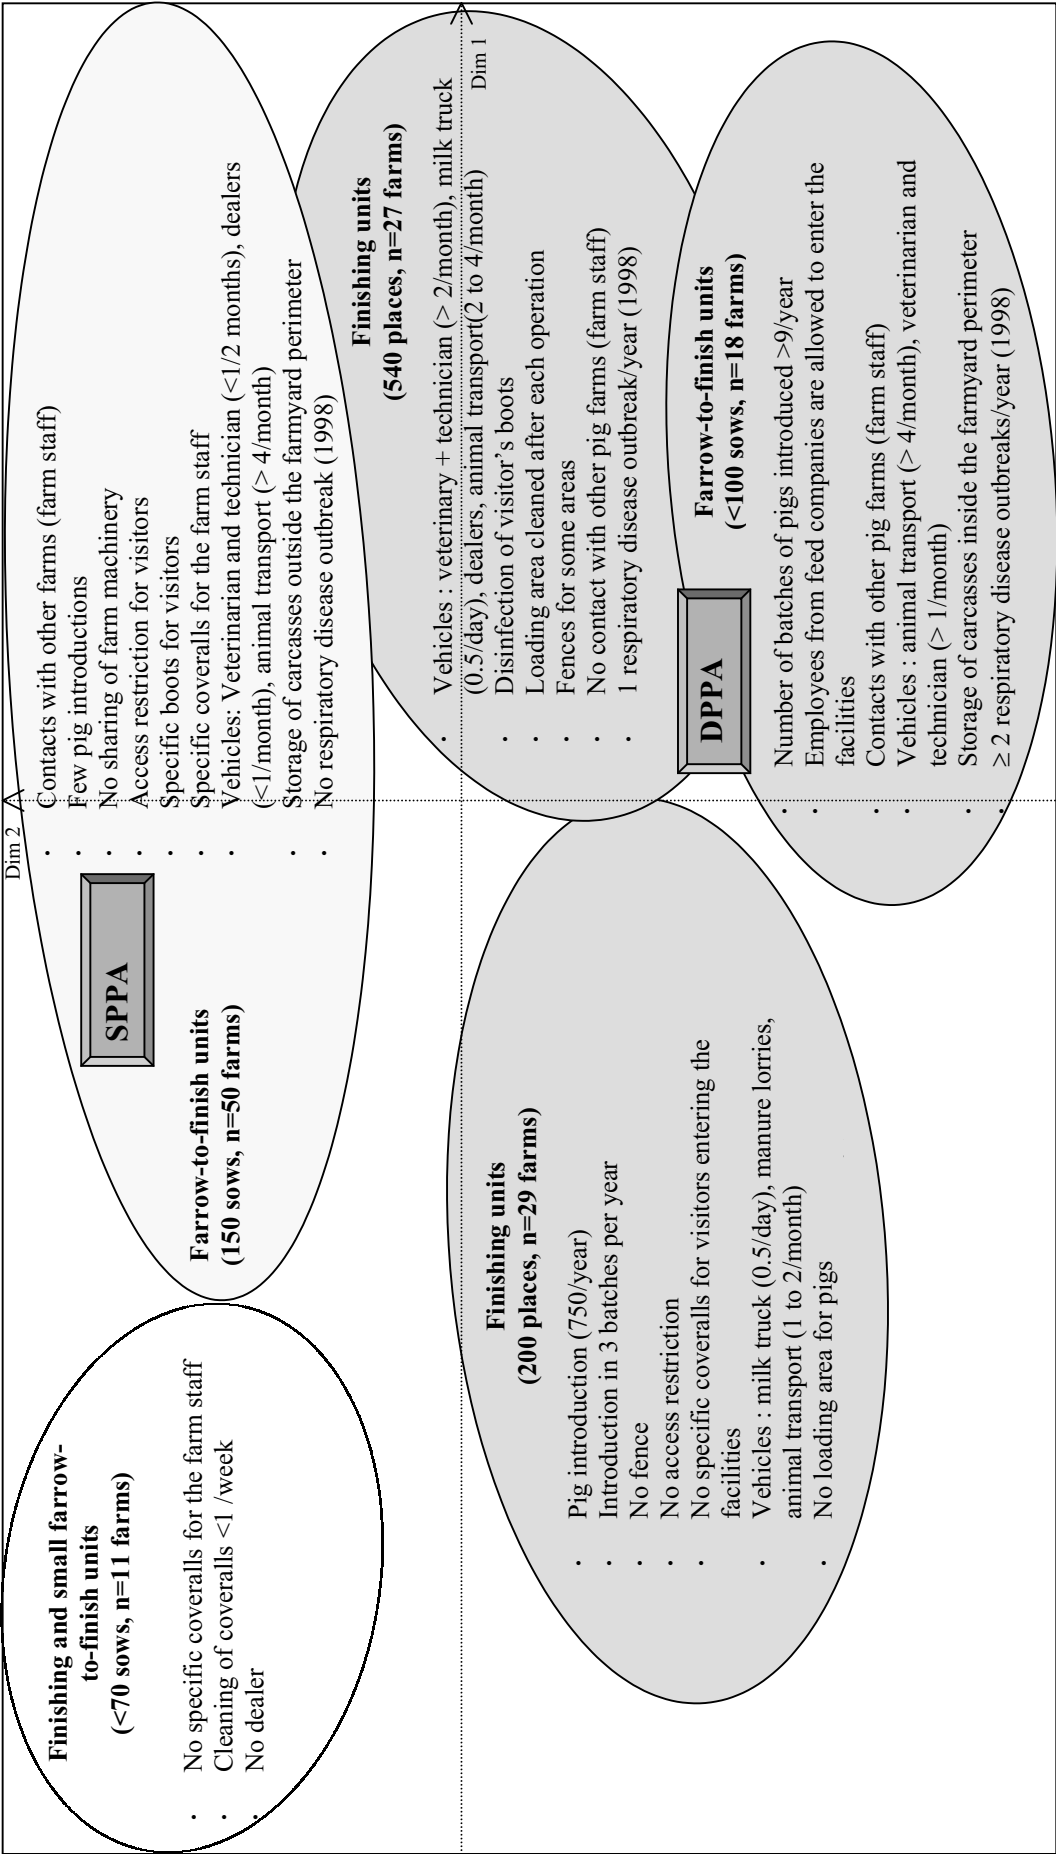 Dim 2
Finishing and small farrow-
to-finish units
(<70 sows, n=11 farms)
· No specific coveralls for the farm staff
· Cleaning of coveralls <1 /week
· No dealer
SPPA
Farrow-to-finish units
(150 sows, n=50 farms)
· Contacts with other farms (farm staff)
· Few pig introductions
· No sharing of farm machinery
· Access restriction for visitors
· Specific boots for visitors
· Specific coveralls for the farm staff
· Vehicles: Veterinarian and technician (<1/2 months), dealers
(<1/month), animal transport (> 4/month)
· Storage of carcasses outside the farmyard perimeter
· No respiratory disease outbreak (1998)
Finishing units
(540 places, n=27 farms)
· Vehicles : veterinary + technician (> 2/month), milk truck
(0.5/day), dealers, animal transport(2 to 4/month)
· Disinfection of visitor's boots
· Loading area cleaned after each operation
· Fences for some areas
· No contact with other pig farms (farm staff)
· 1 respiratory disease outbreak/year (1998)
Dim 1
Finishing units
(200 places, n=29 farms)
· Pig introduction (750/year)
· Introduction in 3 batches per year
· No fence
· No access restriction
· No specific coveralls for visitors entering the
facilities
· Vehicles : milk truck (0.5/day), manure lorries,
animal transport (1 to 2/month)
· No loading area for pigs
DPPA
Farrow-to-finish units
(<100 sows, n=18 farms)
· Number of batches of pigs introduced >9/year
· Employees from feed companies are allowed to enter the
facilities
· Contacts with other pig farms (farm staff)
· Vehicles : animal transport (> 4/month), veterinarian and
technician (> 1/month)
· Storage of carcasses inside the farmyard perimeter
· ≥ 2 respiratory disease outbreaks/year (1998)